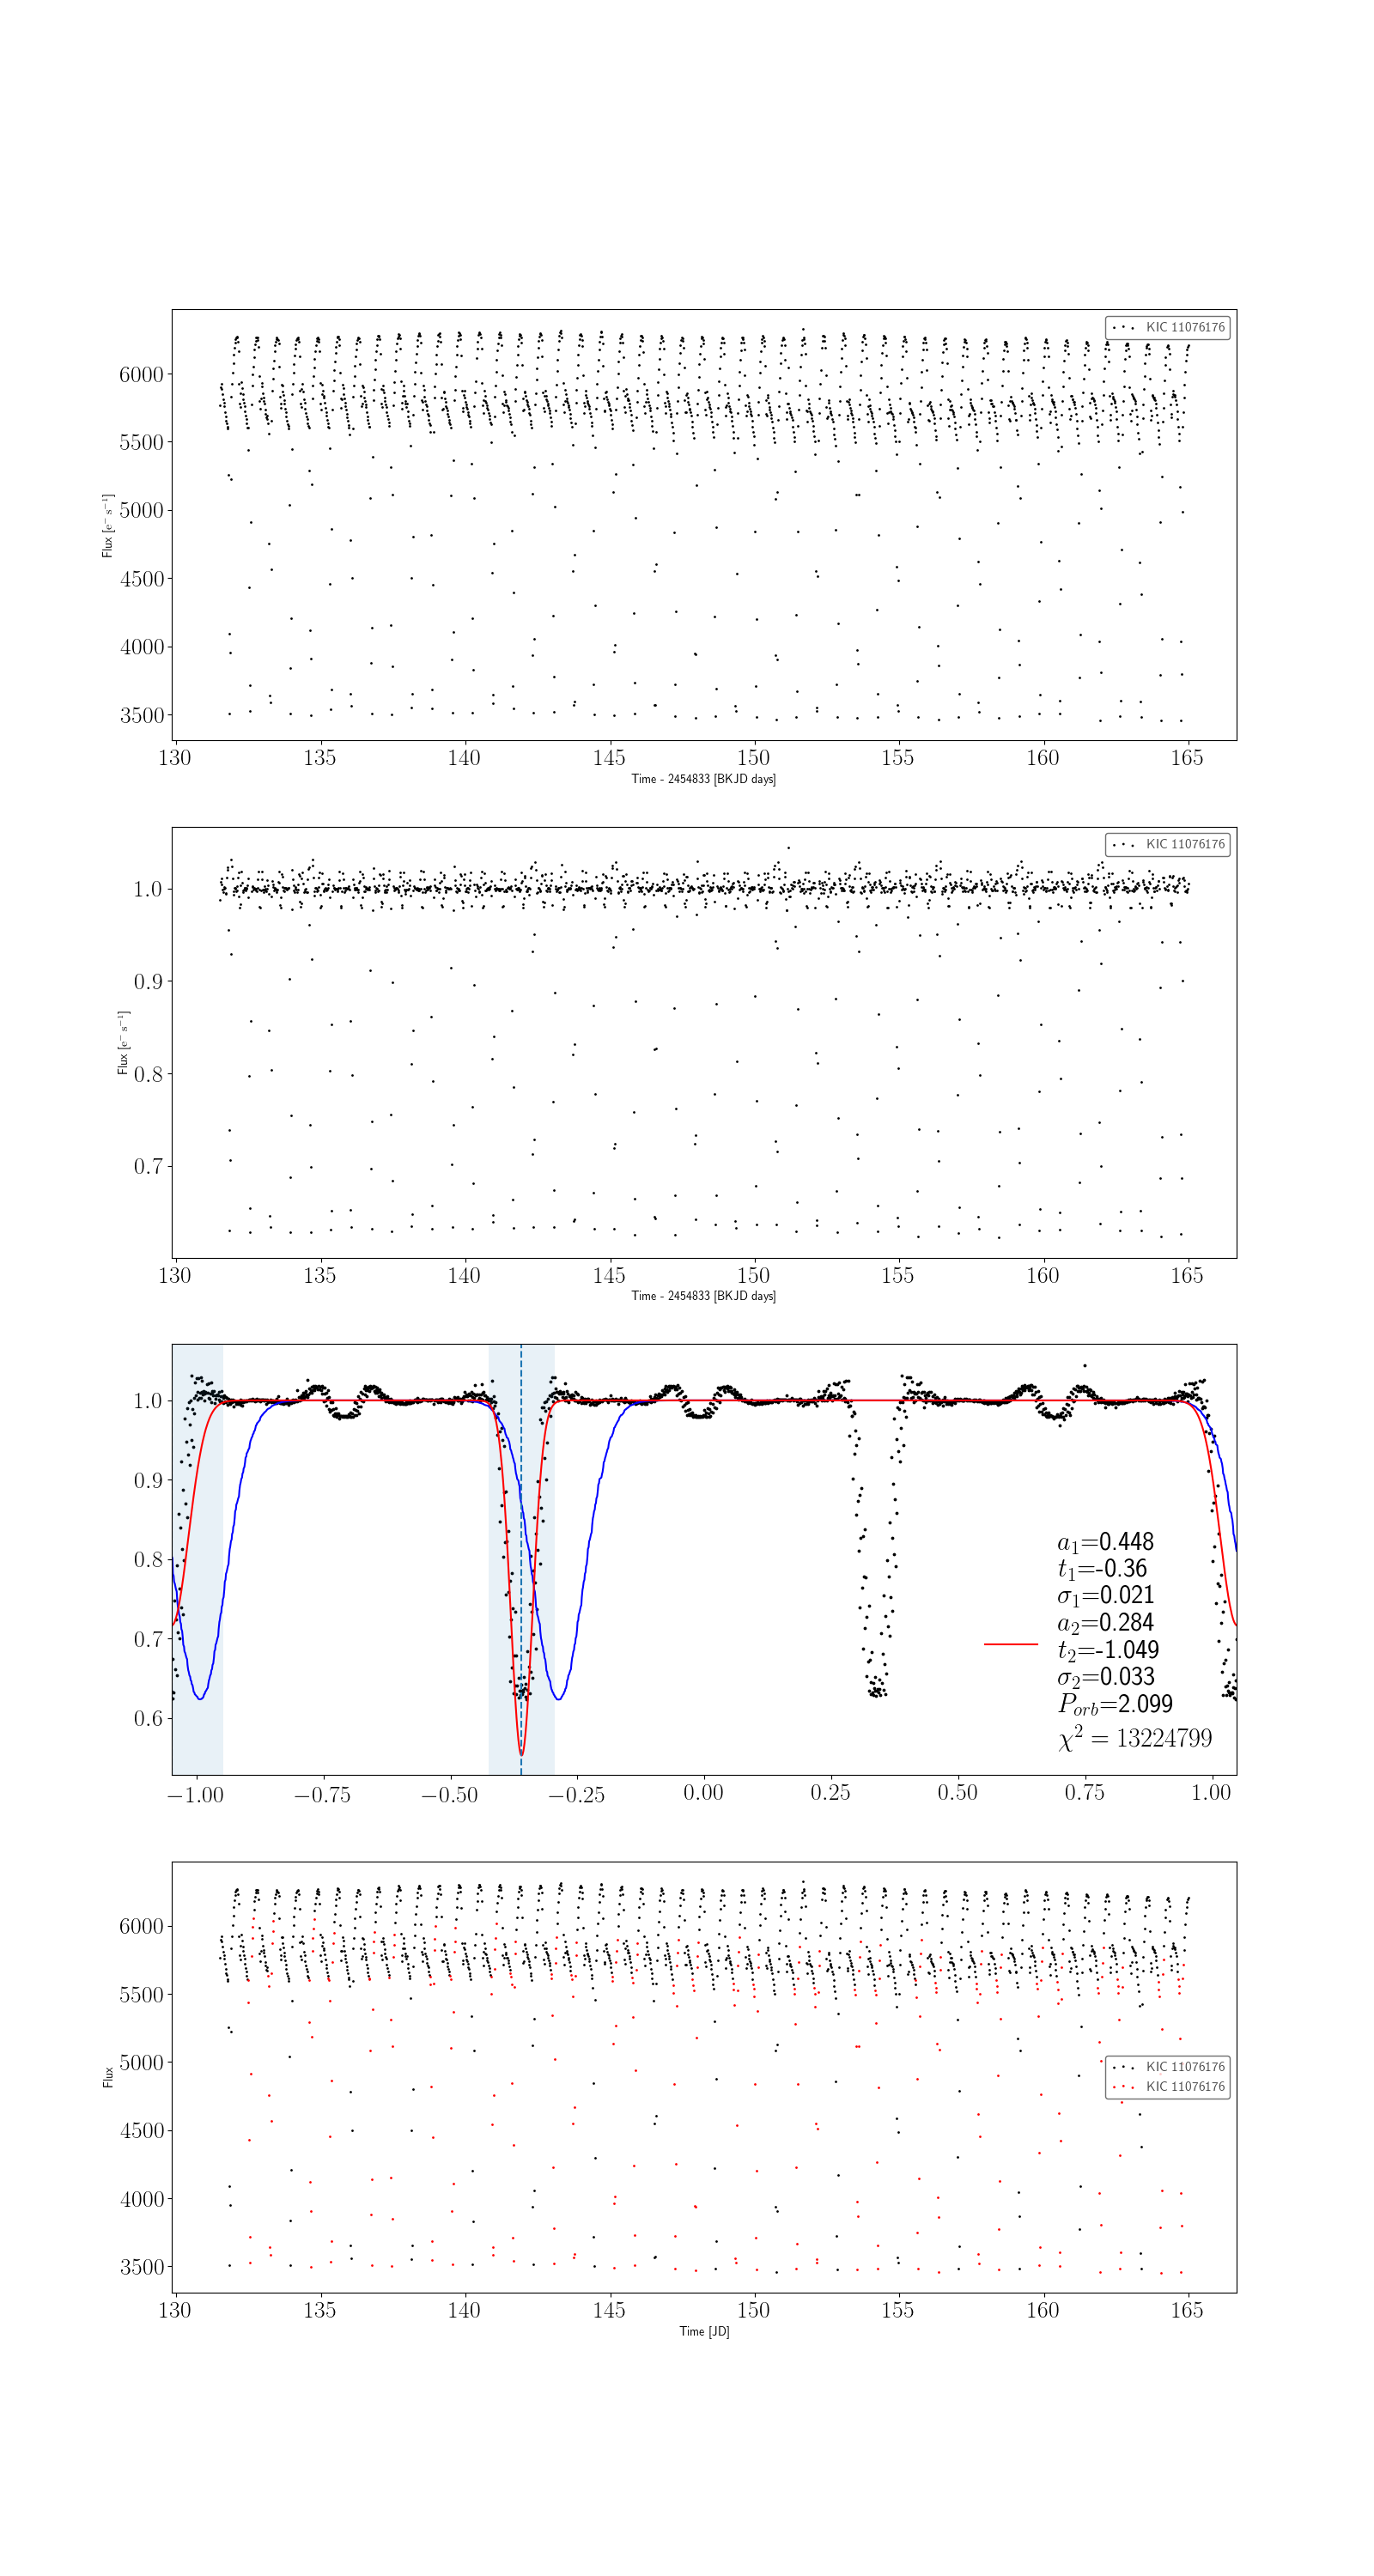 KIC 11076176
6000
5500
5000
4500
4000
3500
Flux [e⁻ s⁻¹]
130 135 140 145 150 155 160 165
Time - 2454833 [BKJD days]
KIC 11076176
1.0
0.9
0.8
0.7
Flux [e⁻ s⁻¹]
130 135 140 145 150 155 160 165
Time - 2454833 [BKJD days]
1.0
0.9
0.8
0.7
0.6
a₁=0.448
t₁=-0.36
σ₁=0.021
a₂=0.284
t₂=-1.049
σ₂=0.033
P_orb=2.099
χ² = 13224799
−1.00 −0.75 −0.50 −0.25 0.00 0.25 0.50 0.75 1.00
6000
5500
5000
4500
4000
3500
Flux
KIC 11076176
KIC 11076176
130 135 140 145 150 155 160 165
Time [JD]